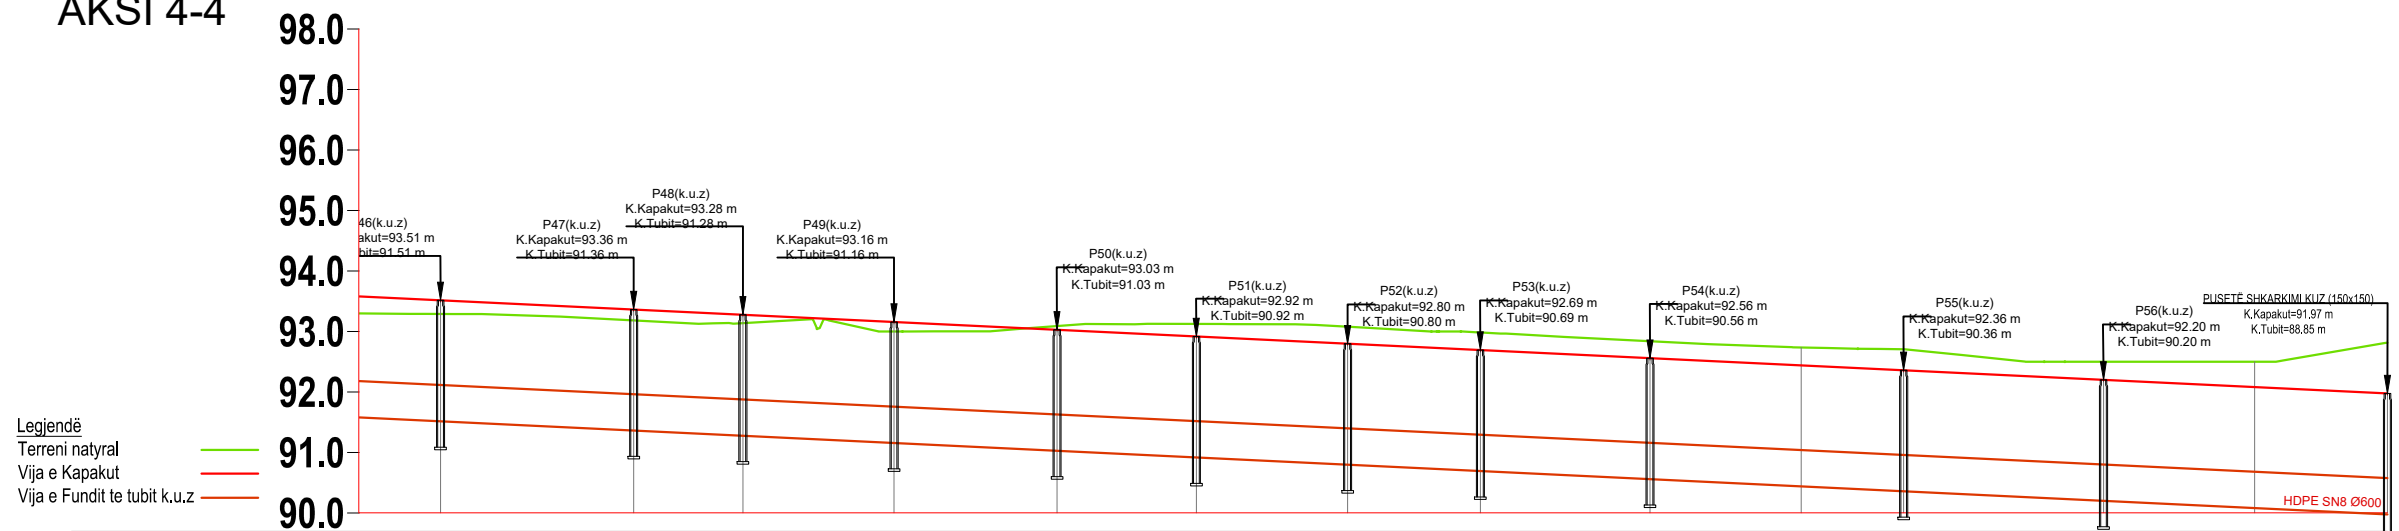 AKSI 4-4
98.0
97.0
96.0
95.0
94.0
93.0
92.0
91.0
90.0
46(k.u.z)
akut=93.51 m
bit=91.51 m
P47(k.u.z)
K.Kapakut=93.36 m
K.Tubit=91.36 m
P48(k.u.z)
K.Kapakut=93.28 m
K.Tubit=91.28 m
P49(k.u.z)
K.Kapakut=93.16 m
K.Tubit=91.16 m
P50(k.u.z)
K.Kapakut=93.03 m
K.Tubit=91.03 m
P51(k.u.z)
K.Kapakut=92.92 m
K.Tubit=90.92 m
P52(k.u.z)
K.Kapakut=92.80 m
K.Tubit=90.80 m
P53(k.u.z)
K.Kapakut=92.69 m
K.Tubit=90.69 m
P54(k.u.z)
K.Kapakut=92.56 m
K.Tubit=90.56 m
P55(k.u.z)
K.Kapakut=92.36 m
K.Tubit=90.36 m
P56(k.u.z)
K.Kapakut=92.20 m
K.Tubit=90.20 m
PUSETË SHKARKIMI KUZ (150x150)
K.Kapakut=91.97 m
K.Tubit=88.85 m
Legjendë
Terreni natyral
Vija e Kapakut
Vija e Fundit te tubit k.u.z
HDPE SN8 Ø600